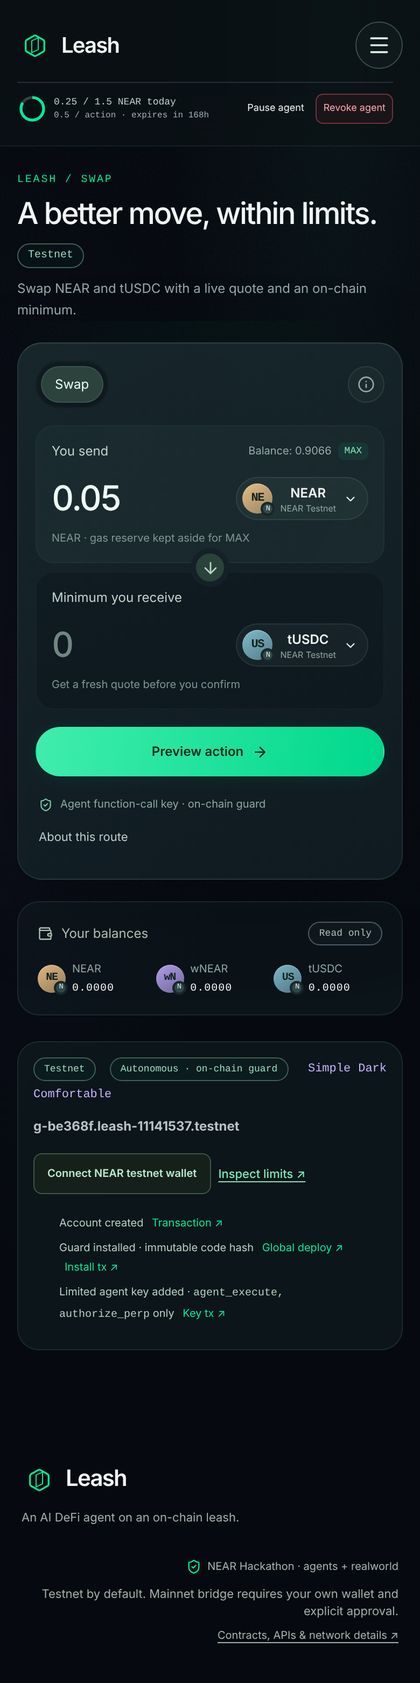 Leash
0.25 / 1.5 NEAR today
0.5 / action · expires in 168h
Pause agent
Revoke agent
LEASH / SWAP
A better move, within limits.
Testnet
Swap NEAR and tUSDC with a live quote and an on-chain
minimum.
Swap
You send
Balance: 0.9066
MAX
0.05
NE
N
NEAR
NEAR Testnet
NEAR · gas reserve kept aside for MAX
Minimum you receive
0
US
N
tUSDC
NEAR Testnet
Get a fresh quote before you confirm
Preview action →
Agent function-call key · on-chain guard
About this route
Your balances
Read only
NE
N
NEAR
0.0000
wN
N
wNEAR
0.0000
US
N
tUSDC
0.0000
Testnet
Autonomous · on-chain guard
Simple Dark
Comfortable
g-be368f.leash-11141537.testnet
Connect NEAR testnet wallet
Inspect limits ↗
Account created Transaction ↗
Guard installed · immutable code hash Global deploy ↗
Install tx ↗
Limited agent key added · agent_execute,
authorize_perp only Key tx ↗
Leash
An AI DeFi agent on an on-chain leash.
NEAR Hackathon · agents + realworld
Testnet by default. Mainnet bridge requires your own wallet and
explicit approval.
Contracts, APIs & network details ↗